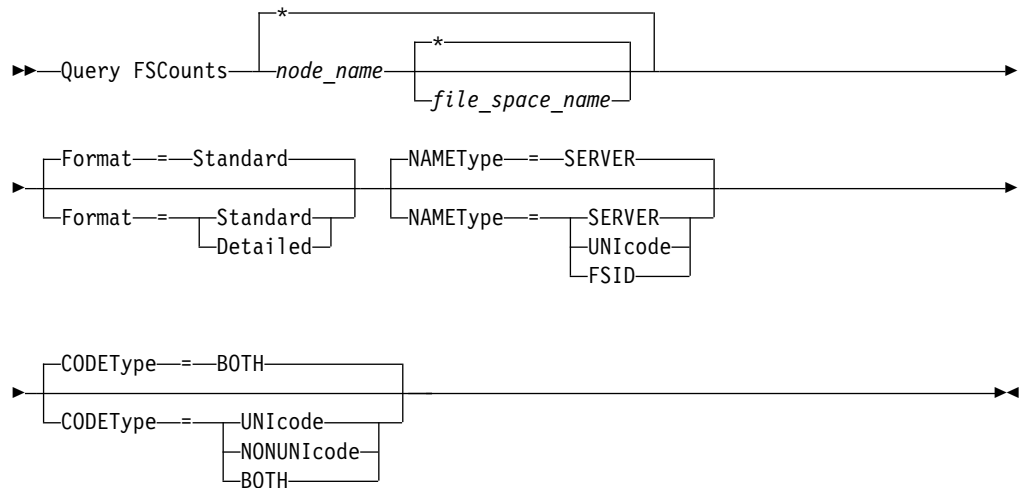 *
Query FSCounts node_name *
file_space_name
Format = Standard NAMEType = SERVER
Format = Standard NAMEType = SERVER
Detailed UNIcode
FSID
CODEType = BOTH
CODEType = UNIcode
NONUNIcode
BOTH